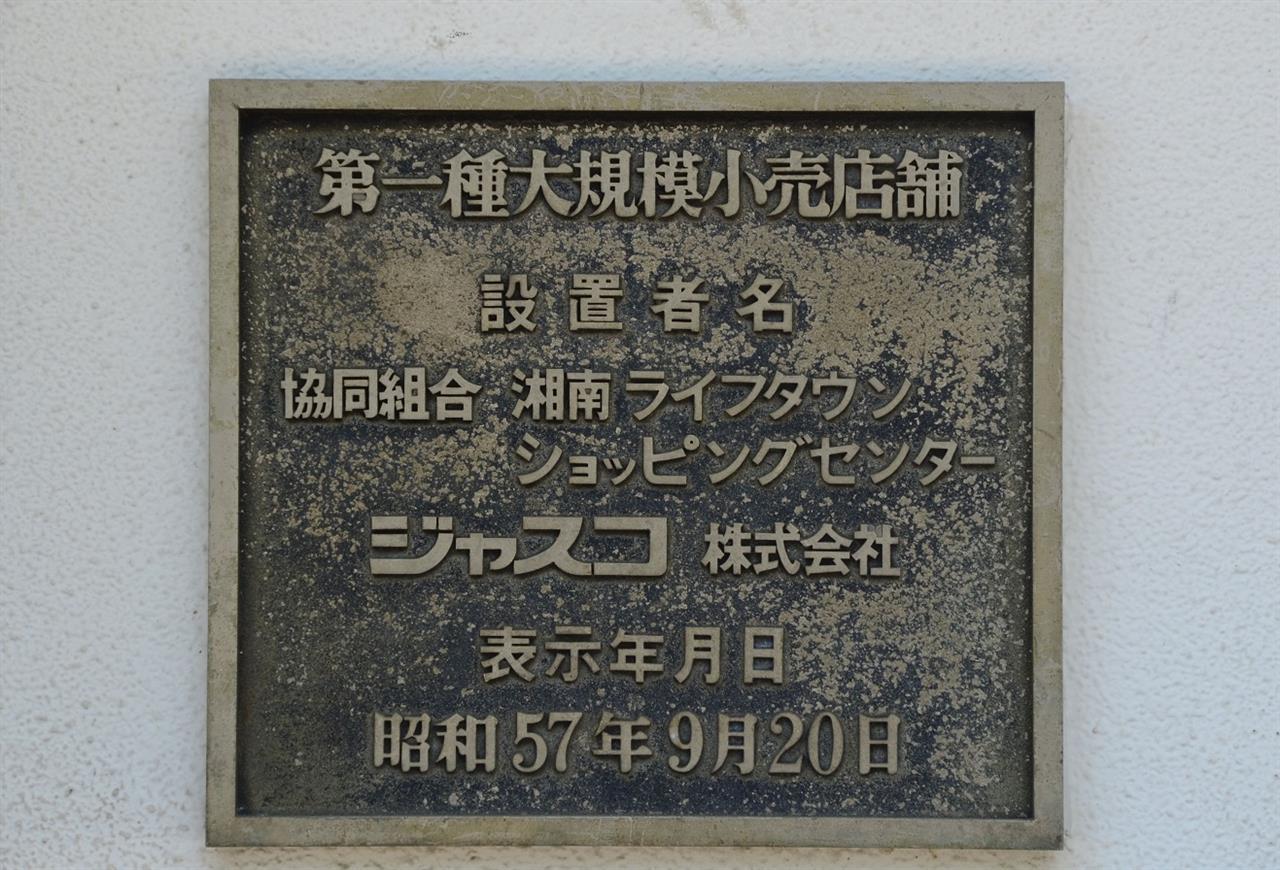 第一種大規模小売店舗
設置者名
協同組合 湘南ライフタウン
ショッピングセンター
ジャスコ 株式会社
表示年月日
昭和57年9月20日